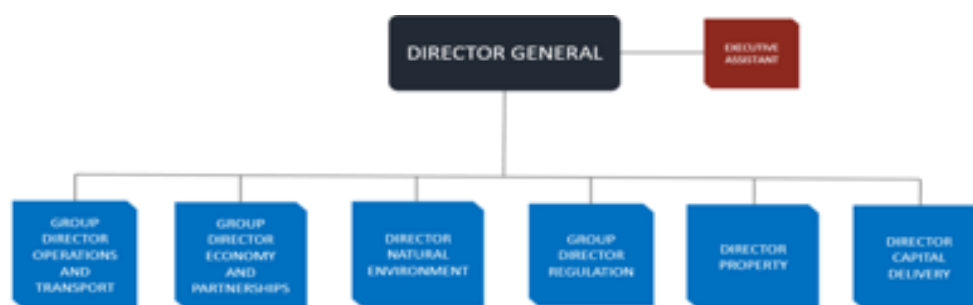 DIRECTOR GENERAL
EXECUTIVE
ASSISTANT
GROUP
DIRECTOR
OPERATIONS
AND
TRANSPORT
GROUP
DIRECTOR
ECONOMY
AND
PARTNERSHIPS
DIRECTOR
NATURAL
ENVIRONMENT
GROUP
DIRECTOR
REGULATION
DIRECTOR
PROPERTY
DIRECTOR
CAPITAL
DELIVERY